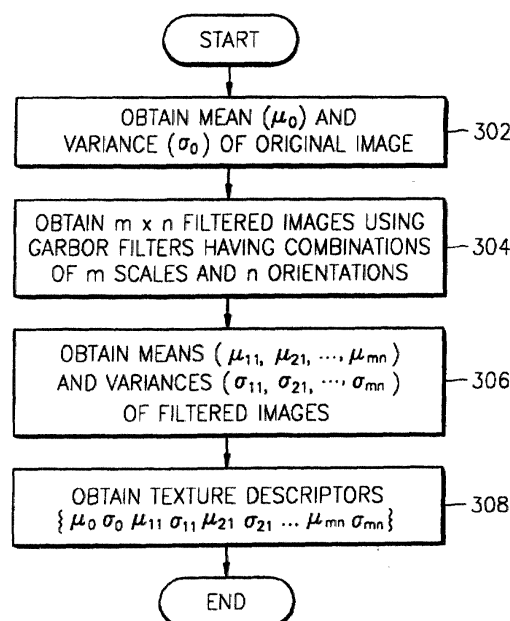 START
OBTAIN MEAN (μ₀) AND
VARIANCE (σ₀) OF ORIGINAL IMAGE
302
OBTAIN m x n FILTERED IMAGES USING
GARBOR FILTERS HAVING COMBINATIONS
OF m SCALES AND n ORIENTATIONS
304
OBTAIN MEANS (μ₁₁, μ₂₁, ..., μₘₙ)
AND VARIANCES (σ₁₁, σ₂₁, ..., σₘₙ)
OF FILTERED IMAGES
306
OBTAIN TEXTURE DESCRIPTORS
{μ₀ σ₀ μ₁₁ σ₁₁ μ₂₁ σ₂₁ ... μₘₙ σₘₙ}
308
END